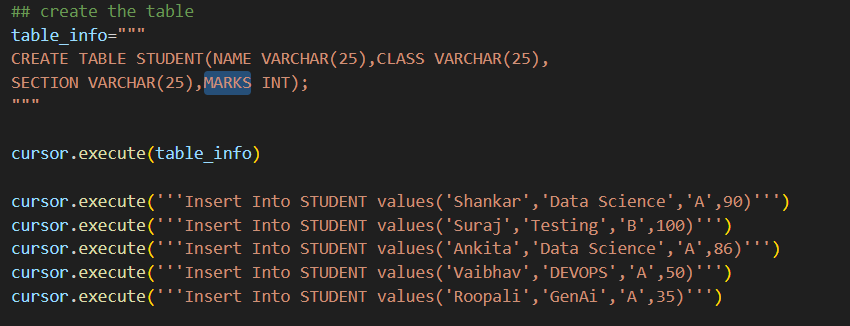 ## create the table
table_info="""
CREATE TABLE STUDENT(NAME VARCHAR(25),CLASS VARCHAR(25),
SECTION VARCHAR(25),MARKS INT);
"""
cursor.execute(table_info)
cursor.execute('''Insert Into STUDENT values('Shankar','Data Science','A',90)''')
cursor.execute('''Insert Into STUDENT values('Suraj','Testing','B',100)''')
cursor.execute('''Insert Into STUDENT values('Ankita','Data Science','A',86)''')
cursor.execute('''Insert Into STUDENT values('Vaibhav','DEVOPS','A',50)''')
cursor.execute('''Insert Into STUDENT values('Roopali','GenAi','A',35)''')